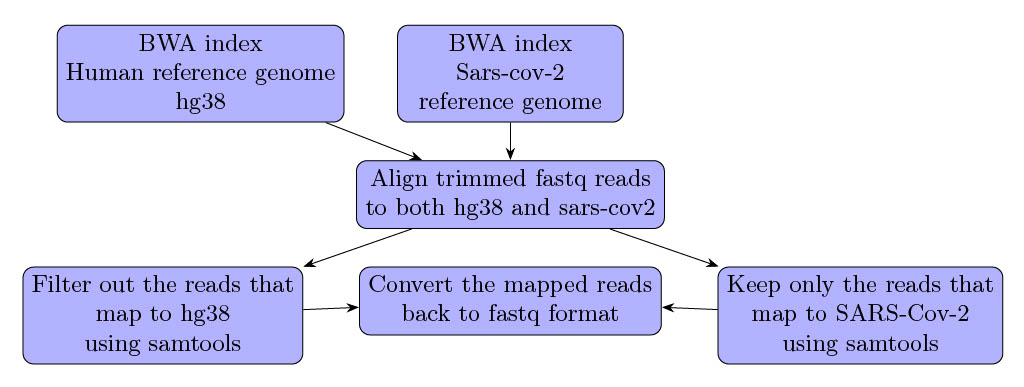 BWA index
Human reference genome
hg38
BWA index
Sars-cov-2
reference genome
Align trimmed fastq reads
to both hg38 and sars-cov2
Filter out the reads that
map to hg38
using samtools
Convert the mapped reads
back to fastq format
Keep only the reads that
map to SARS-Cov-2
using samtools